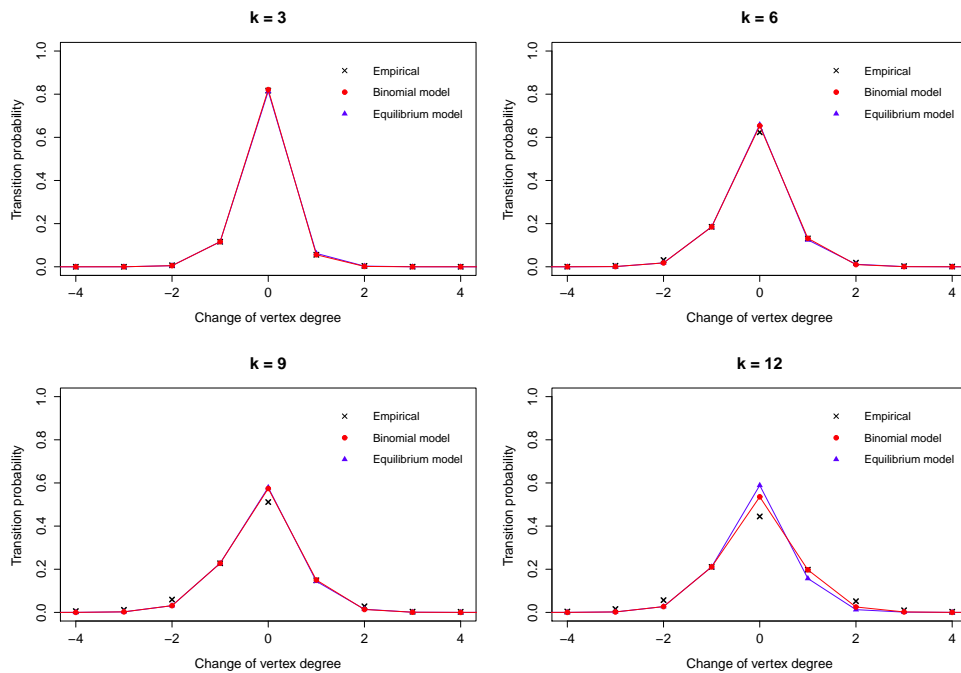 k = 3
Transition probability
1.0
0.8
0.6
0.4
0.2
0.0
Empirical
Binomial model
Equilibrium model
−4
−2
0
2
4
Change of vertex degree
k = 6
Transition probability
1.0
0.8
0.6
0.4
0.2
0.0
Empirical
Binomial model
Equilibrium model
−4
−2
0
2
4
Change of vertex degree
k = 9
Transition probability
1.0
0.8
0.6
0.4
0.2
0.0
Empirical
Binomial model
Equilibrium model
−4
−2
0
2
4
Change of vertex degree
k = 12
Transition probability
1.0
0.8
0.6
0.4
0.2
0.0
Empirical
Binomial model
Equilibrium model
−4
−2
0
2
4
Change of vertex degree